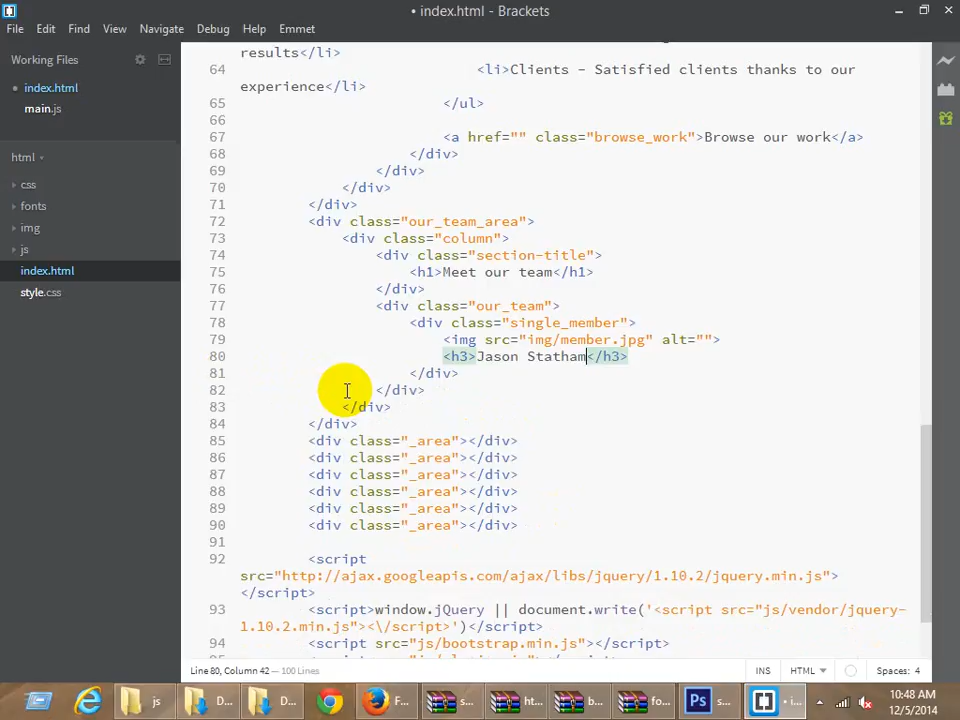 • index.html - Brackets
File Edit Find View Navigate Debug Help Emmet
Working Files
index.html
main.js
html
css
fonts
img
js
index.html
style.css
results</li>
64 <li>Clients – Satisfied clients thanks to our
experience</li>
65 </ul>
66
67 <a href="" class="browse_work">Browse our work</a>
68 </div>
69 </div>
70 </div>
71 </div>
72 <div class="our_team_area">
73 <div class="column">
74 <div class="section-title">
75 <h1>Meet our team</h1>
76 </div>
77 <div class="our_team">
78 <div class="single_member">
79 <img src="img/member.jpg" alt="">
80 <h3>Jason Statham</h3>
81 </div>
82 </div>
83 </div>
84 </div>
85 <div class="_area"></div>
86 <div class="_area"></div>
87 <div class="_area"></div>
88 <div class="_area"></div>
89 <div class="_area"></div>
90 <div class="_area"></div>
91
92 <script
src="http://ajax.googleapis.com/ajax/libs/jquery/1.10.2/jquery.min.js">
</script>
93 <script>window.jQuery || document.write('<script src="js/vendor/jquery-
1.10.2.min.js"><\/script>')</script>
94 <script src="js/bootstrap.min.js"></script>
Line 80, Column 42 — 100 Lines
INS HTML Spaces: 4
js D... D... F... s... ht... b... fo... Ps s... • i...
10:48 AM
12/5/2014